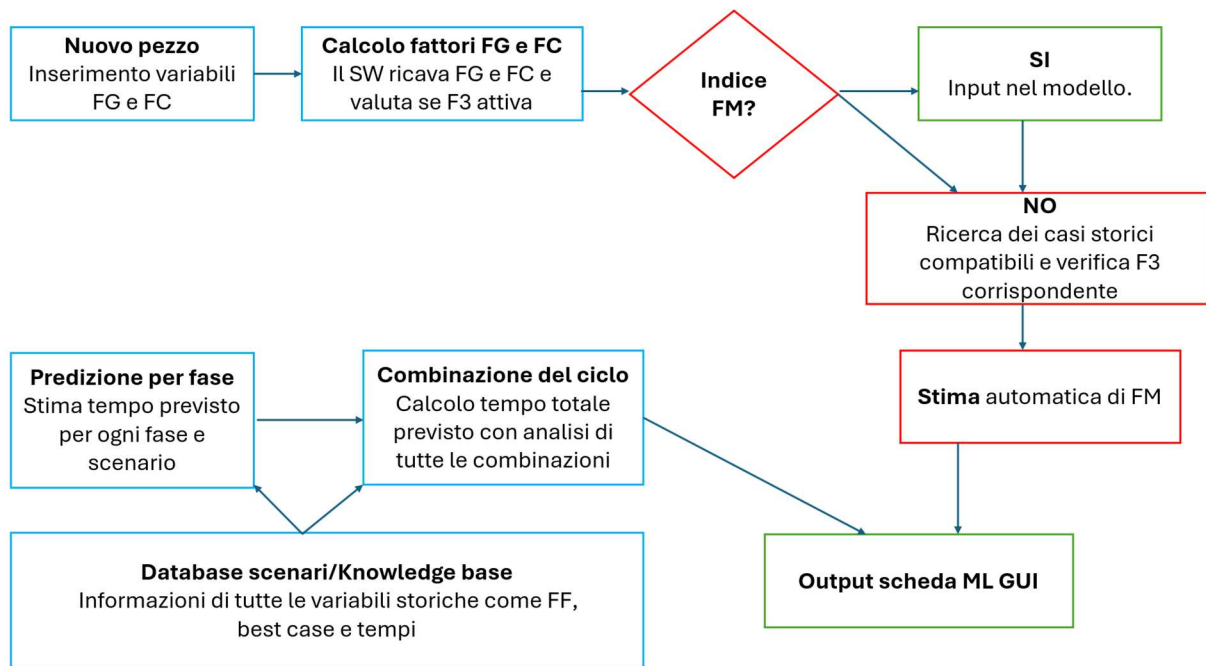 Nuovo pezzo
Inserimento variabili
FG e FC
Calcolo fattori FG e FC
Il SW ricava FG e FC e
valuta se F3 attiva
Indice
FM?
SI
Input nel modello.
NO
Ricerca dei casi storici
compatibili e verifica F3
corrispondente
Predizione per fase
Stima tempo previsto
per ogni fase e
scenario
Combinazione del ciclo
Calcolo tempo totale
previsto con analisi di
tutte le combinazioni
Stima automatica di FM
Database scenari/Knowledge base
Informazioni di tutte le variabili storiche come FF,
best case e tempi
Output scheda ML GUI